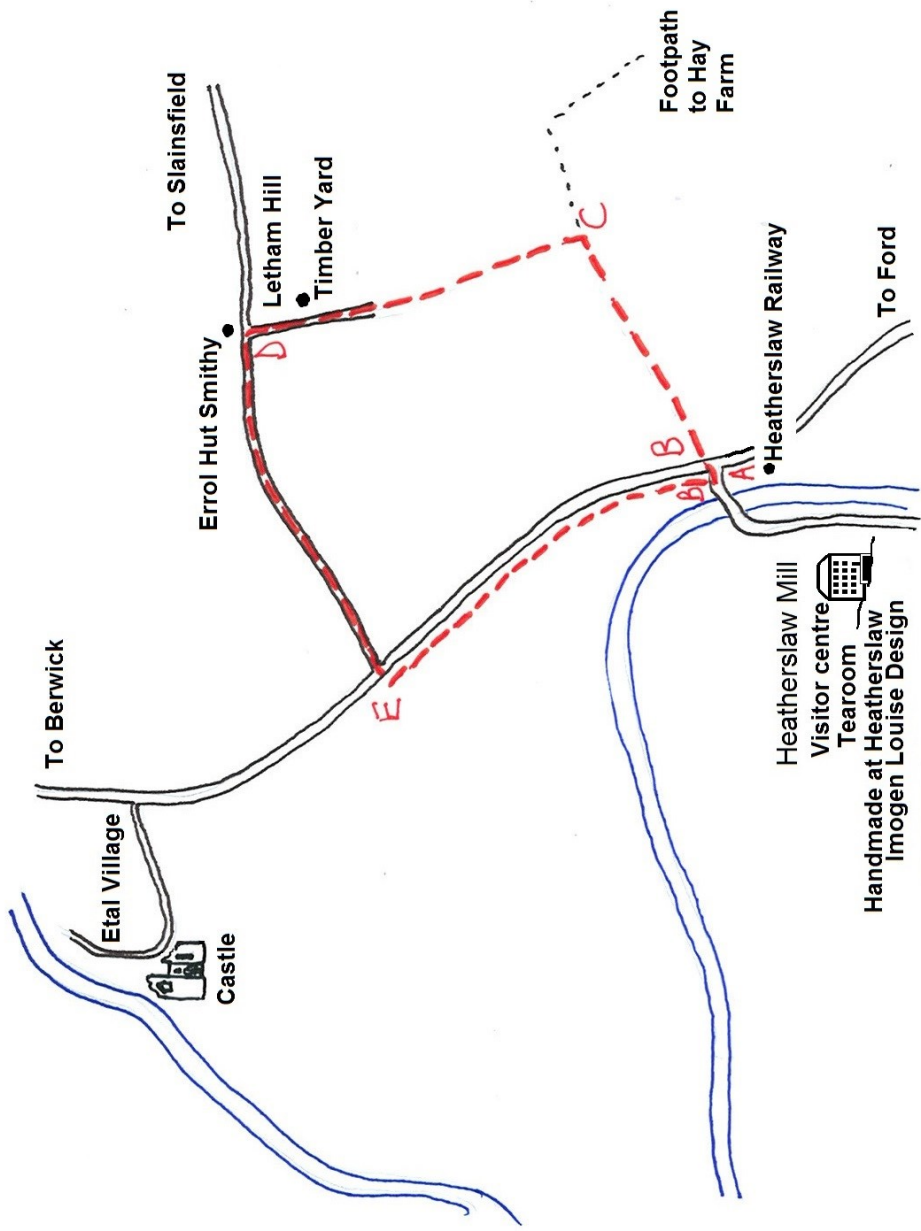 To Slainsfield
Errol Hut Smithy
Letham Hill
Timber Yard
D
Footpath
to Hay
Farm
C
To Berwick
Etal Village
Castle
E
B
B
A
Heatherslaw Railway
To Ford
Heatherslaw Mill
Visitor centre
Tearoom
Handmade at Heatherslaw
Imogen Louise Design